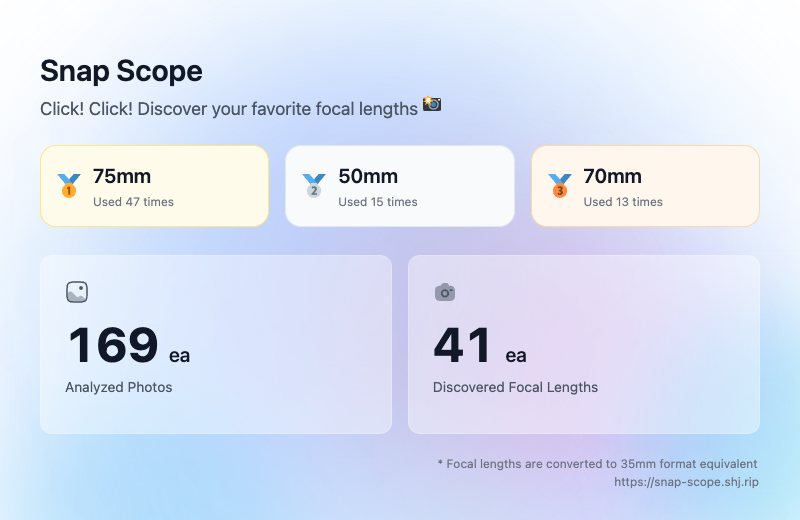 Snap Scope
Click! Click! Discover your favorite focal lengths 📸
1
75mm
Used 47 times
2
50mm
Used 15 times
3
70mm
Used 13 times
169 ea
Analyzed Photos
41 ea
Discovered Focal Lengths
* Focal lengths are converted to 35mm format equivalent
https://snap-scope.shj.rip